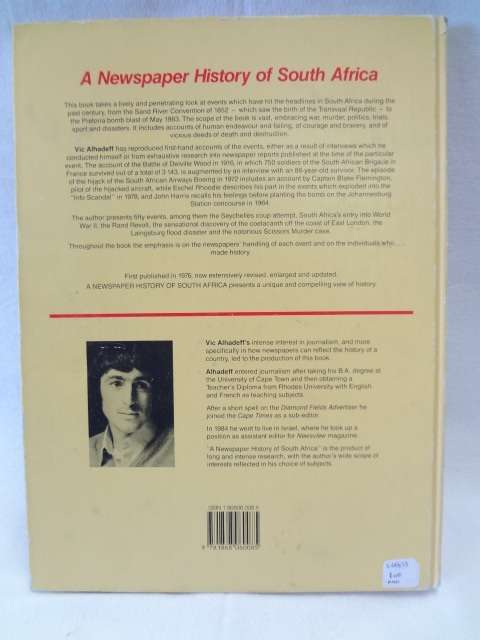 A Newspaper History of South Africa
This book takes a lively and penetrating look at events which have hit the headlines in South Africa during the
past century, from the Sand River Convention of 1852 – which saw the birth of the Transvaal Republic – to
the Pretoria bomb blast of May 1983. The scope of the book is vast, embracing war, murder, politics, trials,
sport and disasters. It includes accounts of human endeavour and failing, of courage and bravery, and of
vicious deeds of death and destruction.
Vic Alhadeff has reproduced first-hand accounts of the events, either as a result of interviews which he
conducted himself or from exhaustive research into newspaper reports published at the time of the particular
event. The account of the Battle of Delville Wood in 1916, in which 750 soldiers of the South African Brigade in
France survived out of a total of 3 143, is augmented by an interview with an 86-year-old survivor. The episode
of the hijack of the South African Airways Boeing in 1972 includes an account by Captain Blake Flemington,
pilot of the hijacked aircraft, while Eschel Rhoodie describes his part in the events which exploded into the
"Info Scandal" in 1978, and John Harris recalls his feelings before planting the bomb on the Johannesburg
Station concourse in 1964.
The author presents fifty events, among them the Seychelles coup attempt, South Africa's entry into World
War II, the Rand Revolt, the sensational discovery of the coelacanth off the coast of East London, the
Laingsburg flood disaster and the notorious Scissors Murder case.
Throughout the book the emphasis is on the newspapers' handling of each event and on the individuals who . . .
made history.
First published in 1976, now extensively revised, enlarged and updated,
A NEWSPAPER HISTORY OF SOUTH AFRICA presents a unique and compelling view of history.
Vic Alhadeff's intense interest in journalism, and more
specifically in how newspapers can reflect the history of a
country, led to the production of this book.
Alhadeff entered journalism after taking his B.A. degree at
the University of Cape Town and then obtaining a
Teacher's Diploma from Rhodes University with English
and French as teaching subjects.
After a short spell on the Diamond Fields Advertiser he
joined the Cape Times as a sub-editor.
In 1984 he went to live in Israel, where he took up a
position as assistant editor for Newsview magazine.
"A Newspaper History of South Africa" is the product of
long and intense research, with the author's wide scope of
interests reflected in his choice of subjects.